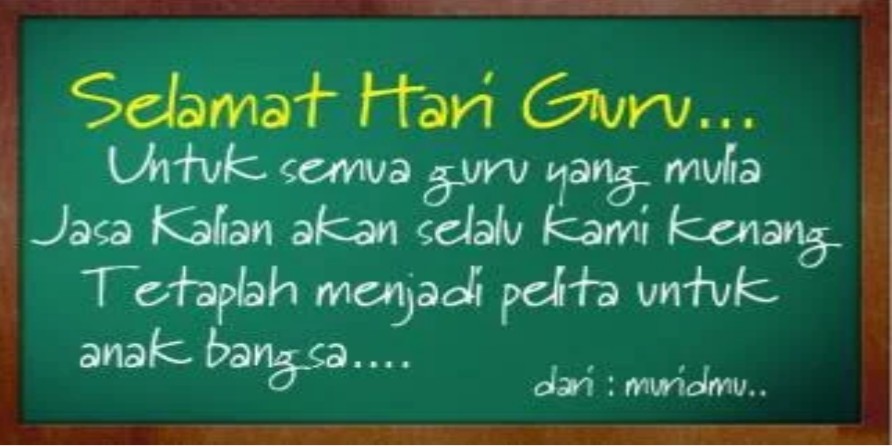 Selamat Hari Guru...
Untuk semua guru yang mulia
Jasa Kalian akan selalu kami kenang
Tetaplah menjadi pelita untuk
anak bangsa....
dari : muridmu..